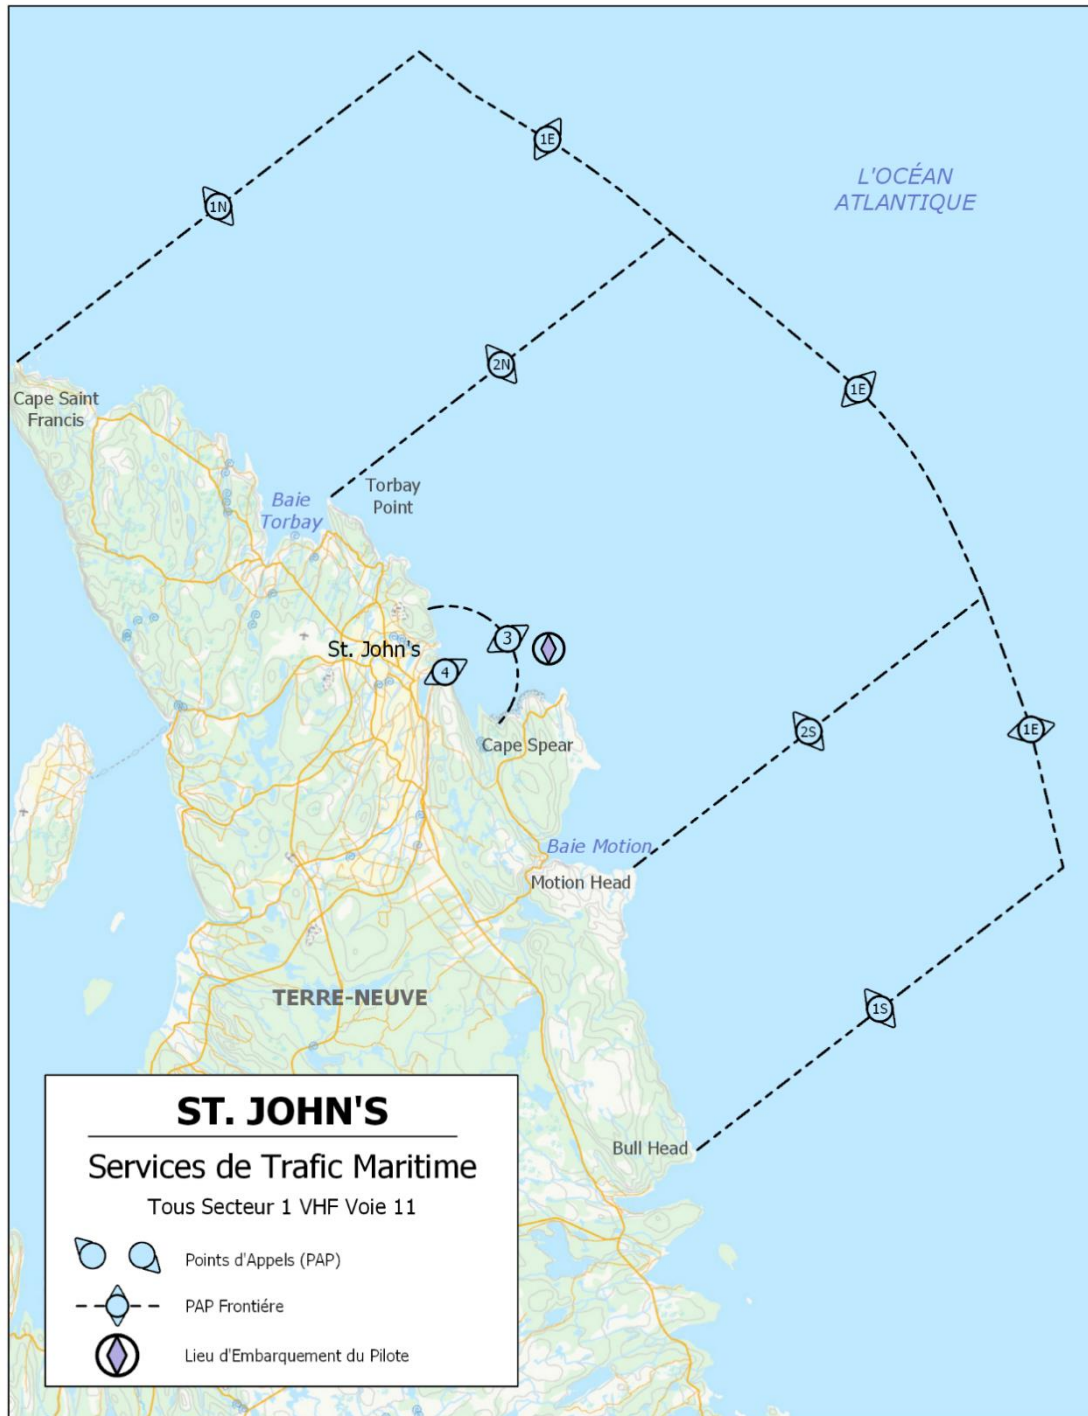 1E
L'OCÉAN
ATLANTIQUE
1N
2N
1E
Cape Saint
Francis
Torbay
Point
Baie
Torbay
3
St. John's
4
2S
1E
Cape Spear
Baie Motion
Motion Head
TERRE-NEUVE
1S
Bull Head
ST. JOHN'S
Services de Trafic Maritime
Tous Secteur 1 VHF Voie 11
Points d'Appels (PAP)
PAP Frontiére
Lieu d'Embarquement du Pilote